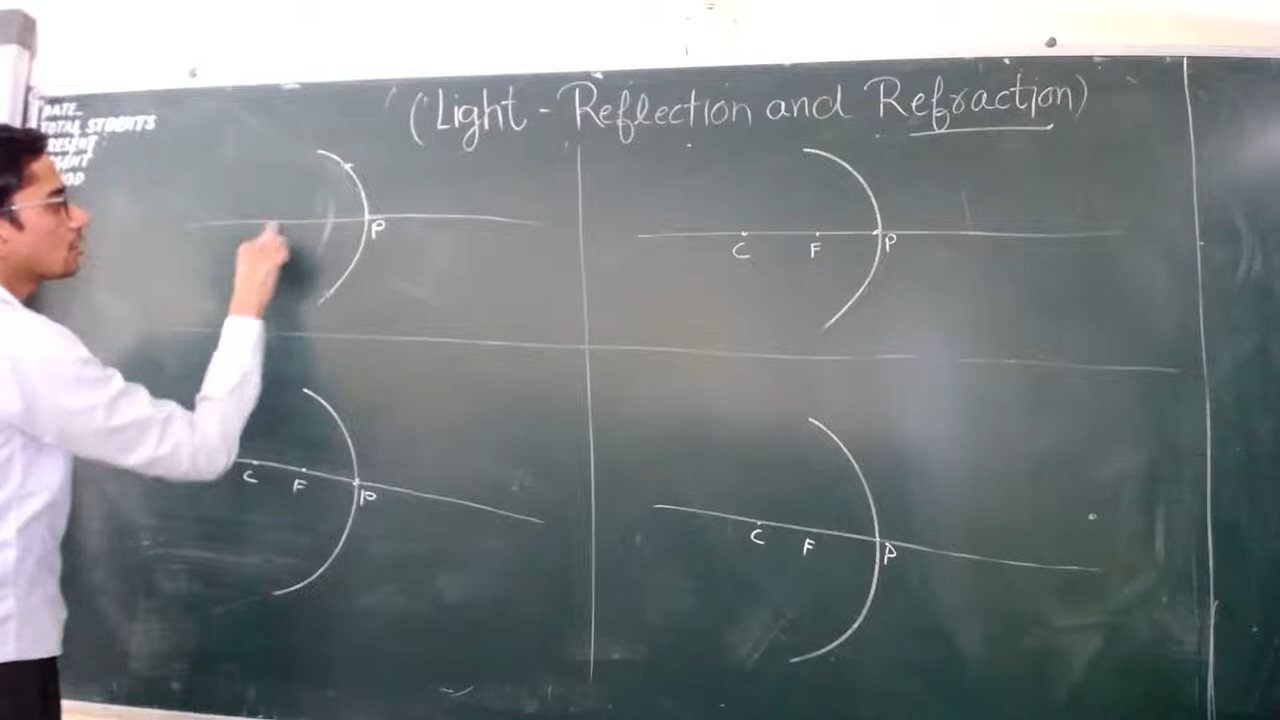 (Light - Reflection and Refraction)
DATE
TOTAL STUDENTS
P
C F P
C F P
C F P